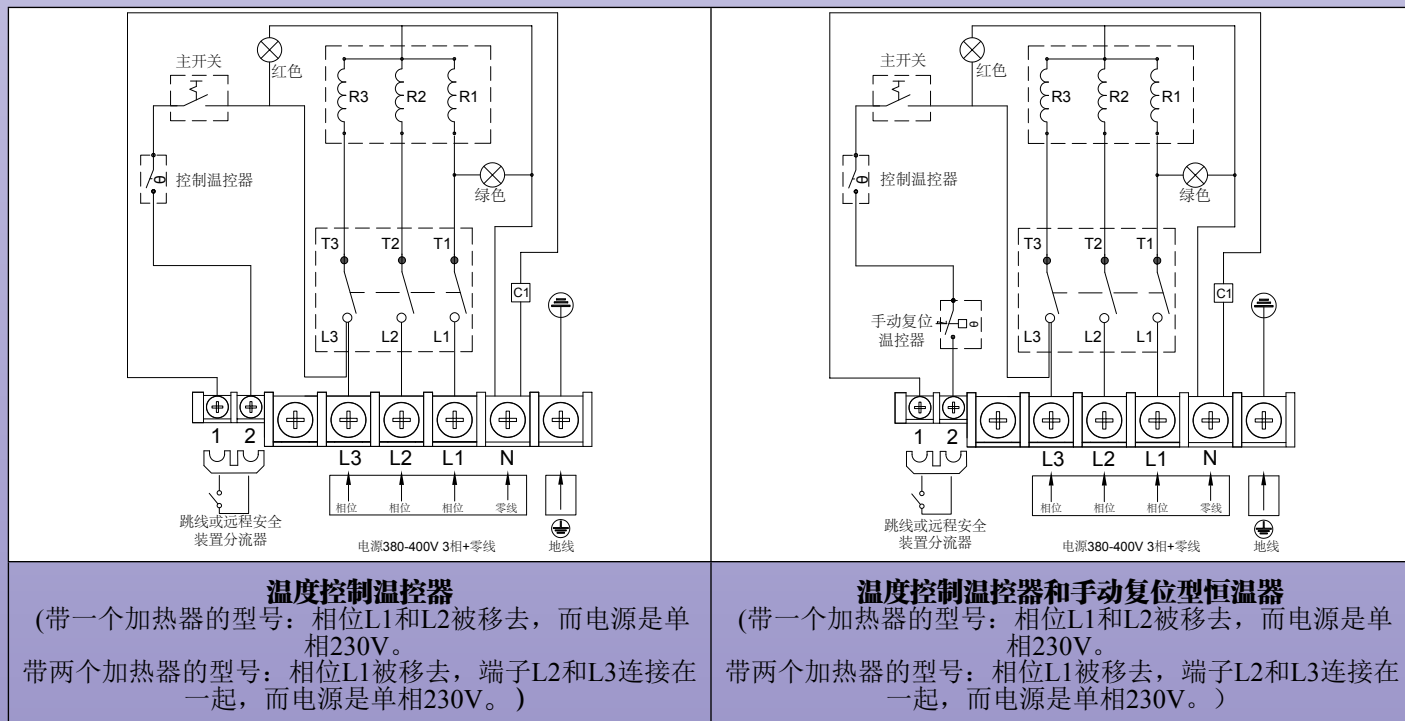 主开关
红色
R3 R2 R1
控制温控器
绿色
T3 T2 T1
C1
L3 L2 L1
1 2
L3 L2 L1 N
相位 相位 相位 零线
跳线或远程安全
装置分流器
电源380-400V 3相+零线
地线
温度控制温控器
(带一个加热器的型号：相位L1和L2被移去，而电源是单
相230V。
带两个加热器的型号：相位L1被移去，端子L2和L3连接在
一起，而电源是单相230V。)
主开关
红色
R3 R2 R1
控制温控器
θ
绿色
T3 T2 T1
C1
手动复位
温控器
θ
L3 L2 L1
1 2
L3 L2 L1 N
相位 相位 相位 零线
跳线或远程安全
装置分流器
电源380-400V 3相+零线
地线
温度控制温控器和手动复位型恒温器
(带一个加热器的型号：相位L1和L2被移去，而电源是单
相230V。
带两个加热器的型号：相位L1被移去，端子L2和L3连接在
一起，而电源是单相230V。）